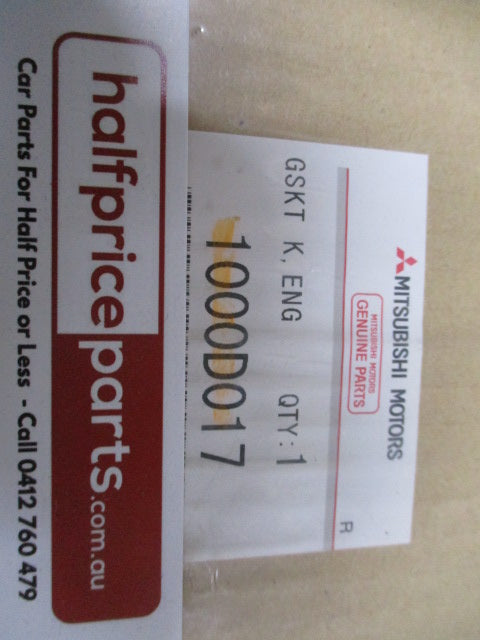 MITSUBISHI MOTORS
MITSUBISHI MOTORS
GENUINE PARTS
R
GSKT K, ENG QTY:1
1000D017
halfpriceparts.com.au
Car Parts For Half Price or Less - Call 0412 760 479